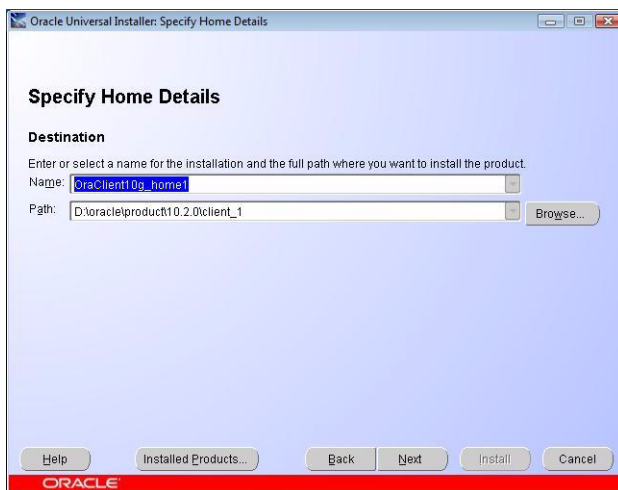 Oracle Universal Installer: Specify Home Details
Specify Home Details
Destination
Enter or select a name for the installation and the full path where you want to install the product.
Name: OraClient10g_home1
Path: D:\oracle\product\10.2.0\client_1 Browse...
Help Installed Products... Back Next Install Cancel
ORACLE